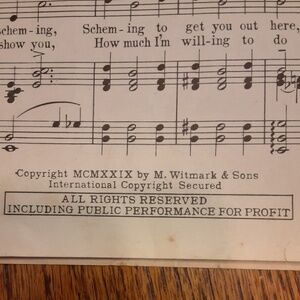 schem-ing, Schem-ing to get you out here,
show you, How much I'm will-ing to do
Copyright MCMXXIX by M. Witmark & Sons
International Copyright Secured
ALL RIGHTS RESERVED
INCLUDING PUBLIC PERFORMANCE FOR PROFIT